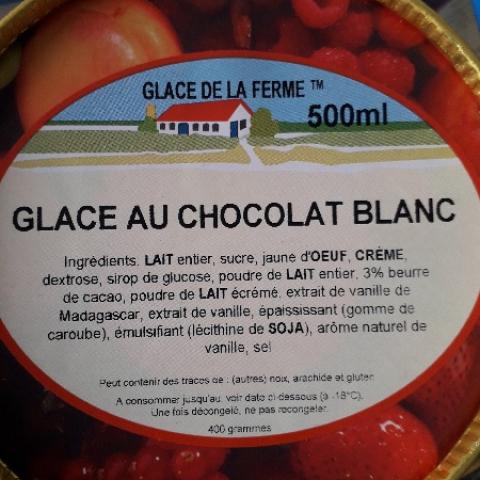 GLACE DE LA FERME ™
500ml
GLACE AU CHOCOLAT BLANC
Ingrédients: LAIT entier, sucre, jaune d'OEUF, CRÈME,
dextrose, sirop de glucose, poudre de LAIT entier, 3% beurre
de cacao, poudre de LAIT écrémé, extrait de vanille de
Madagascar, extrait de vanille, épaississant (gomme de
caroube), émulsifiant (lécithine de SOJA), arôme naturel de
vanille, sel
Peut contenir des traces de : (autres) noix, arachide et gluten
A consommer jusqu'au: voir date ci-dessous (à -18°C).
Une fois décongelé, ne pas recongeler.
400 grammes